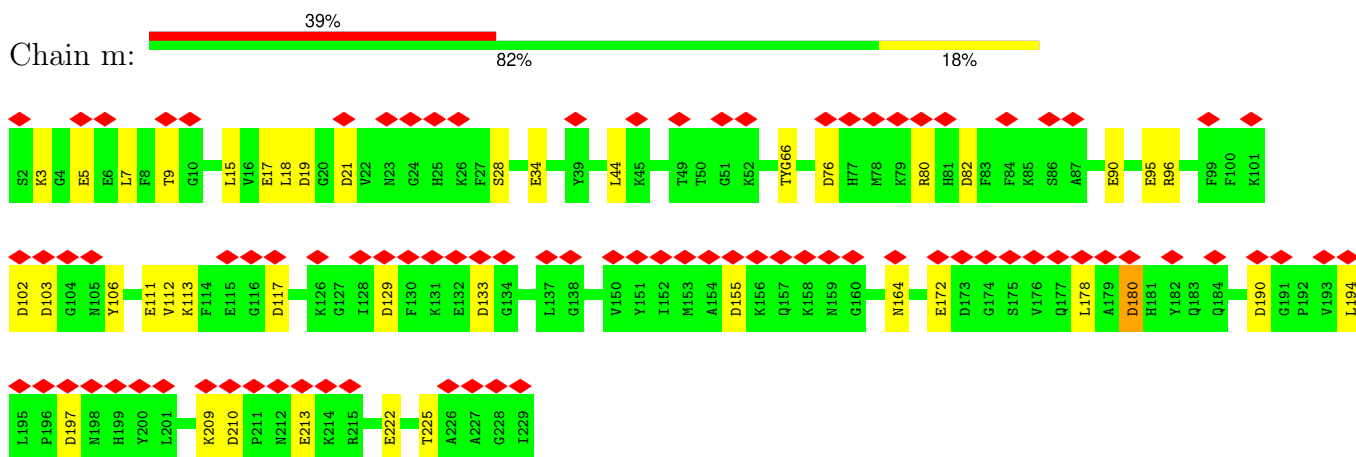 39%
Chain m:
82% 18%
S2 K3 G4 E5 E6 L7 F8 T9 G10 L15 V16 E17 L18 D19 G20 D21 V22 N23 G24 H25 K26 F27 S28 E34 Y39 L44 K45 T49 T50 G51 K52 TYG66 D76 H77 M78 K79 R80 H81 D82 F83 F84 K85 S86 A87 E90 E95 R96 F99 F100 K101
D102 D103 G104 N105 Y106 E111 V112 K113 F114 E115 G116 D117 K126 G127 I128 D129 F130 K131 E132 D133 G134 L137 G138 V150 Y151 I152 M153 A154 D155 K156 Q157 K158 N159 G160 N164 E172 D173 G174 S175 V176 Q177 L178 A179 D180 H181 Y182 Q183 Q184 D190 G191 P192 V193 L194
L195 P196 D197 N198 H199 Y200 L201 K209 D210 P211 N212 E213 K214 R215 E222 T225 A226 A227 G228 I229